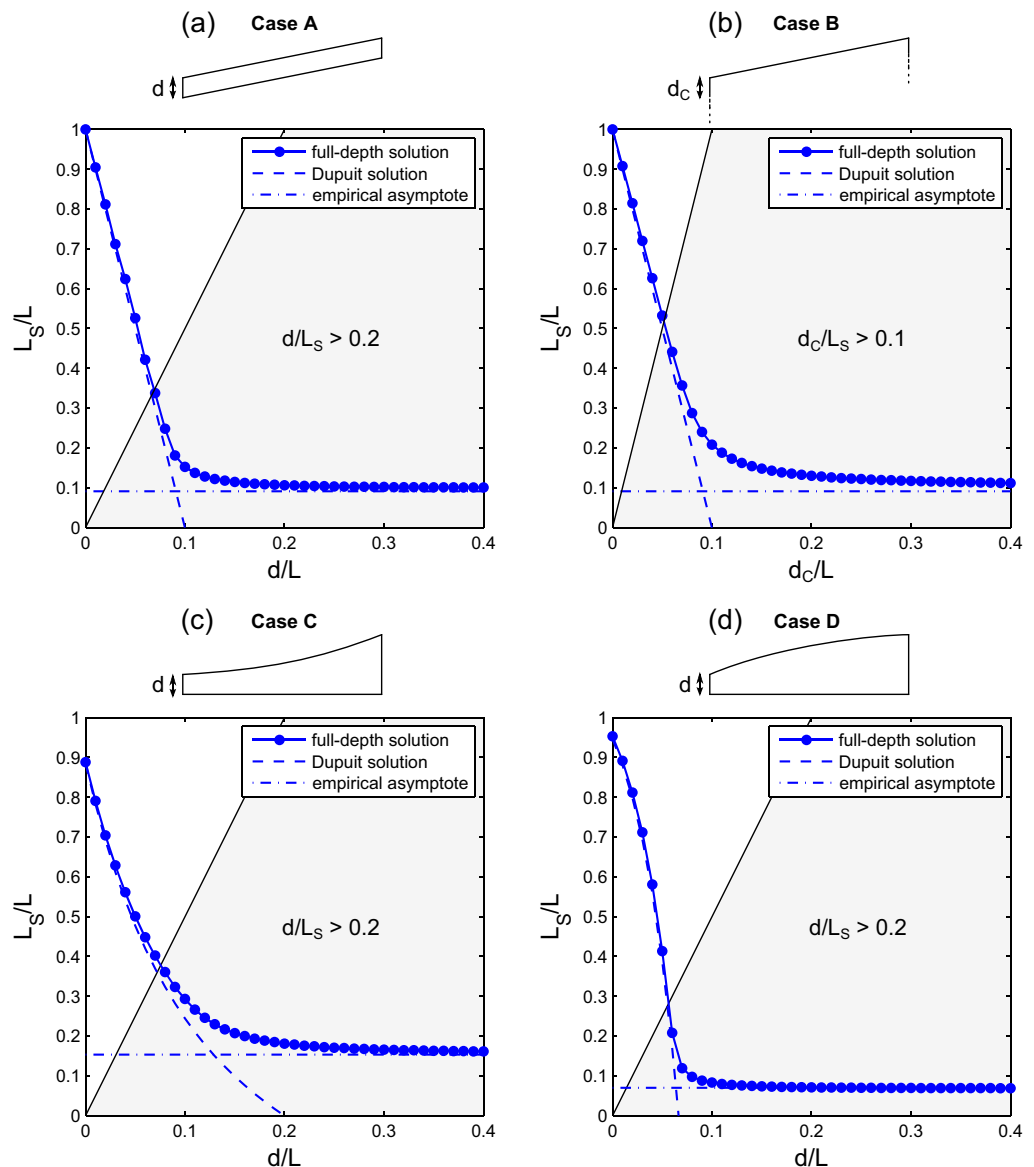 (a) Case A
d
1
0.9
0.8
0.7
0.6
0.5
0.4
0.3
0.2
0.1
0
L_S/L
full-depth solution
Dupuit solution
empirical asymptote
d/L_S > 0.2
0 0.1 0.2 0.3 0.4
d/L
(b) Case B
d_C
1
0.9
0.8
0.7
0.6
0.5
0.4
0.3
0.2
0.1
0
L_S/L
full-depth solution
Dupuit solution
empirical asymptote
d_C/L_S > 0.1
0 0.1 0.2 0.3 0.4
d_C/L
(c) Case C
d
1
0.9
0.8
0.7
0.6
0.5
0.4
0.3
0.2
0.1
0
L_S/L
full-depth solution
Dupuit solution
empirical asymptote
d/L_S > 0.2
0 0.1 0.2 0.3 0.4
d/L
(d) Case D
d
1
0.9
0.8
0.7
0.6
0.5
0.4
0.3
0.2
0.1
0
L_S/L
full-depth solution
Dupuit solution
empirical asymptote
d/L_S > 0.2
0 0.1 0.2 0.3 0.4
d/L